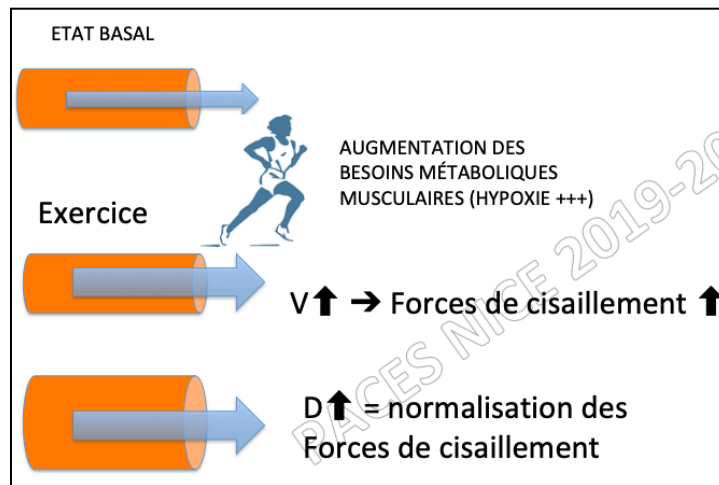 ETAT BASAL
AUGMENTATION DES
BESOINS MÉTABOLIQUES
MUSCULAIRES (HYPOXIE +++)
Exercice
V⬆ ➔ Forces de cisaillement ⬆
D⬆ = normalisation des
Forces de cisaillement
PACES NICE 2019-20